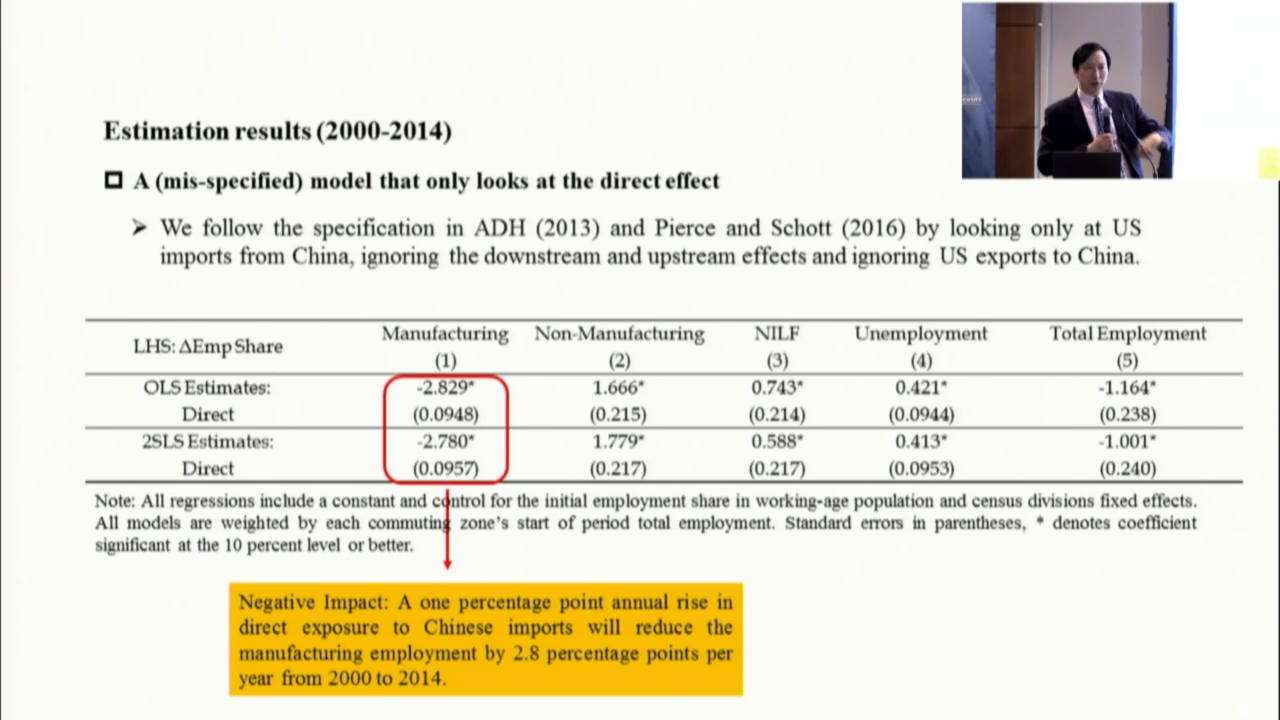 Estimation results (2000-2014)
A (mis-specified) model that only looks at the direct effect
We follow the specification in ADH (2013) and Pierce and Schott (2016) by looking only at US
imports from China, ignoring the downstream and upstream effects and ignoring US exports to China.
LHS: ΔEmp Share Manufacturing Non-Manufacturing NILF Unemployment Total Employment
(1) (2) (3) (4) (5)
OLS Estimates: -2.829* 1.666* 0.743* 0.421* -1.164*
Direct (0.0948) (0.215) (0.214) (0.0944) (0.238)
2SLS Estimates: -2.780* 1.779* 0.588* 0.413* -1.001*
Direct (0.0957) (0.217) (0.217) (0.0953) (0.240)
Note: All regressions include a constant and control for the initial employment share in working-age population and census divisions fixed effects.
All models are weighted by each commuting zone's start of period total employment. Standard errors in parentheses, * denotes coefficient
significant at the 10 percent level or better.
Negative Impact: A one percentage point annual rise in
direct exposure to Chinese imports will reduce the
manufacturing employment by 2.8 percentage points per
year from 2000 to 2014.